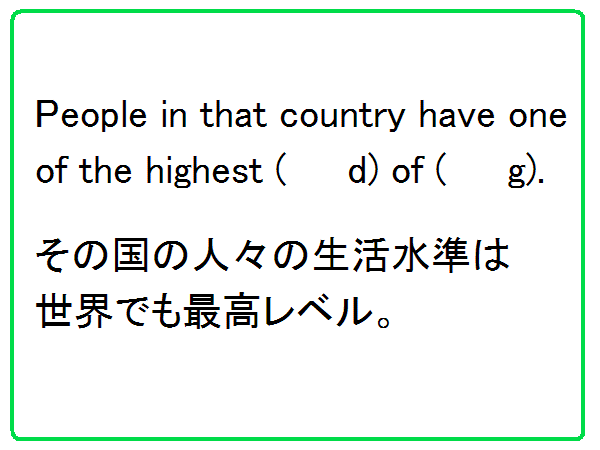 People in that country have one
of the highest (     d) of (     g).
その国の人々の生活水準は
世界でも最高レベル。